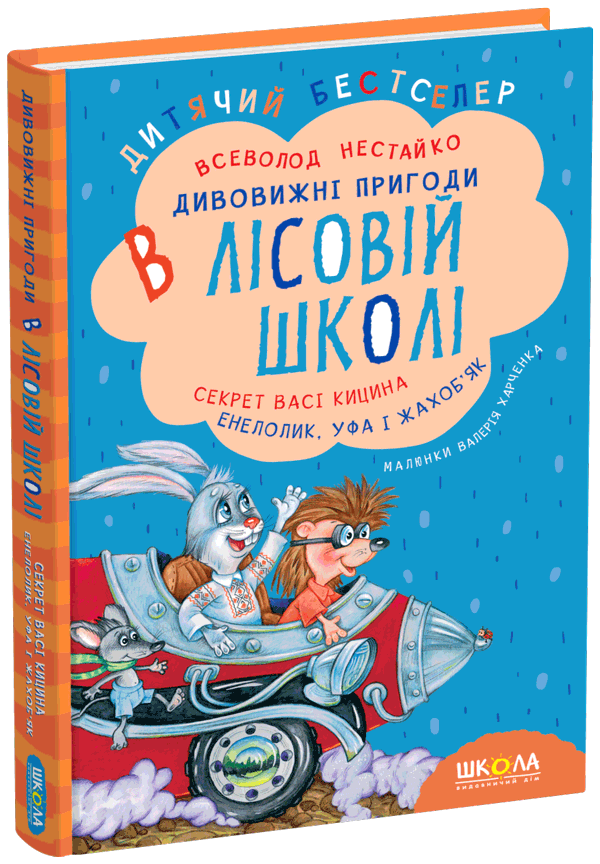 ДИТЯЧИЙ БЕСТСЕЛЕР
ВСЕВОЛОД НЕСТАЙКО
ДИВОВИЖНІ ПРИГОДИ
В ЛІСОВІЙ
ШКОЛІ
СЕКРЕТ ВАСІ КИЦИНА
ЕНЕЛОЛИК, УФА І ЖАХОБ'ЯК
МАЛЮНКИ ВАЛЕРІЯ ХАРЧЕНКА
ШКОЛА
видавничий дім
ДИВОВИЖНІ ПРИГОДИ В ЛІСОВІЙ ШКОЛІ
СЕКРЕТ ВАСІ КИЦИНА
ЕНЕЛОЛИК, УФА І ЖАХОБ'ЯК
ШКОЛА